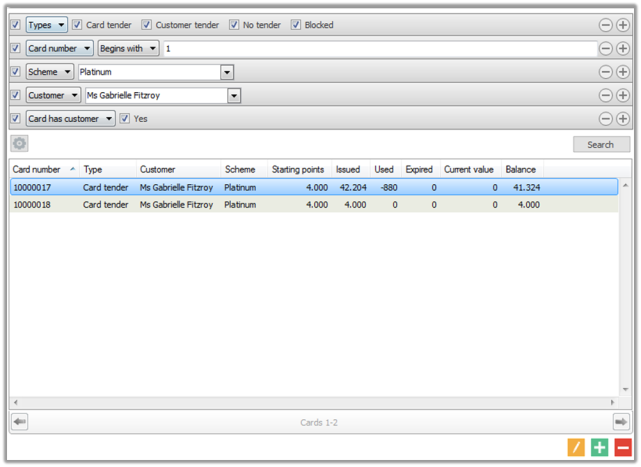 Types Card tender Customer tender No tender Blocked
Card number Begins with 1
Scheme Platinum
Customer Ms Gabrielle Fitzroy
Card has customer Yes
Search
Card number Type Customer Scheme Starting points Issued Used Expired Current value Balance
10000017 Card tender Ms Gabrielle Fitzroy Platinum 4.000 42.204 -880 0 0 41.324
10000018 Card tender Ms Gabrielle Fitzroy Platinum 4.000 4.000 0 0 0 4.000
Cards 1-2